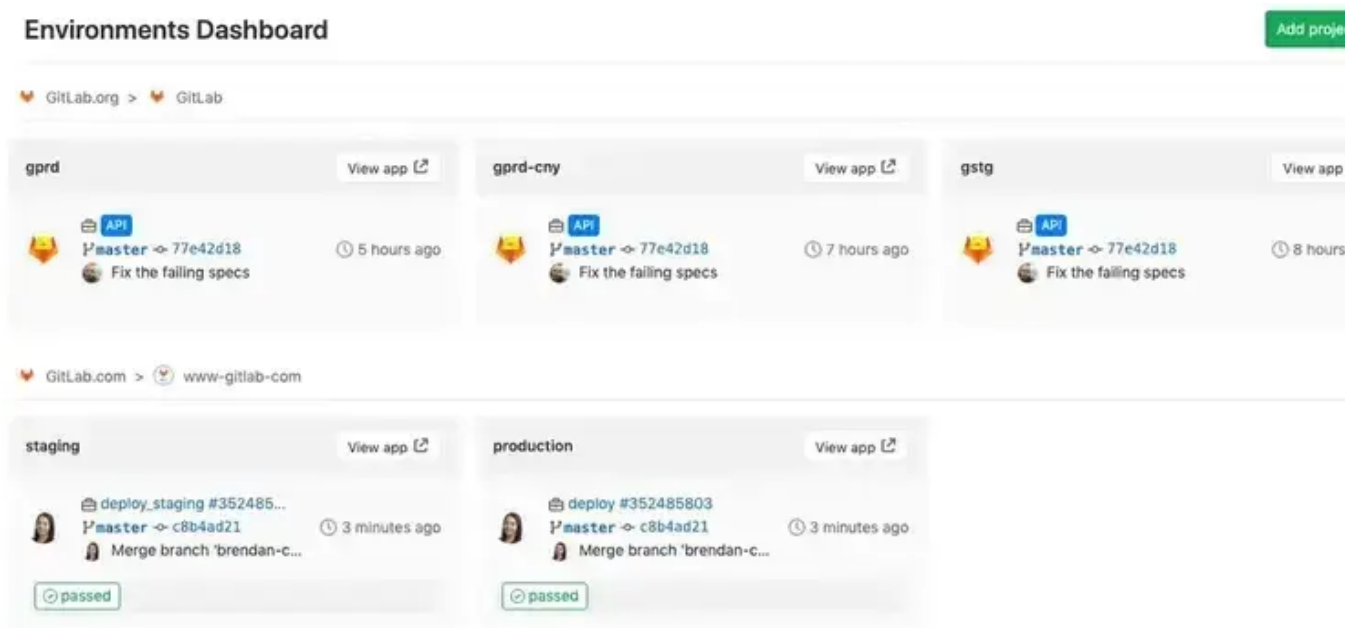 Environments Dashboard
Add proje
GitLab.org > GitLab
gprd View app
API
master 77e42d18 5 hours ago
Fix the failing specs
gprd-cny View app
API
master 77e42d18 7 hours ago
Fix the failing specs
gstg View app
API
master 77e42d18 8 hours
Fix the failing specs
GitLab.com > www-gitlab-com
staging View app
deploy_staging #352485...
master c8b4ad21 3 minutes ago
Merge branch 'brendan-c...
passed
production View app
deploy #352485803
master c8b4ad21 3 minutes ago
Merge branch 'brendan-c...
passed